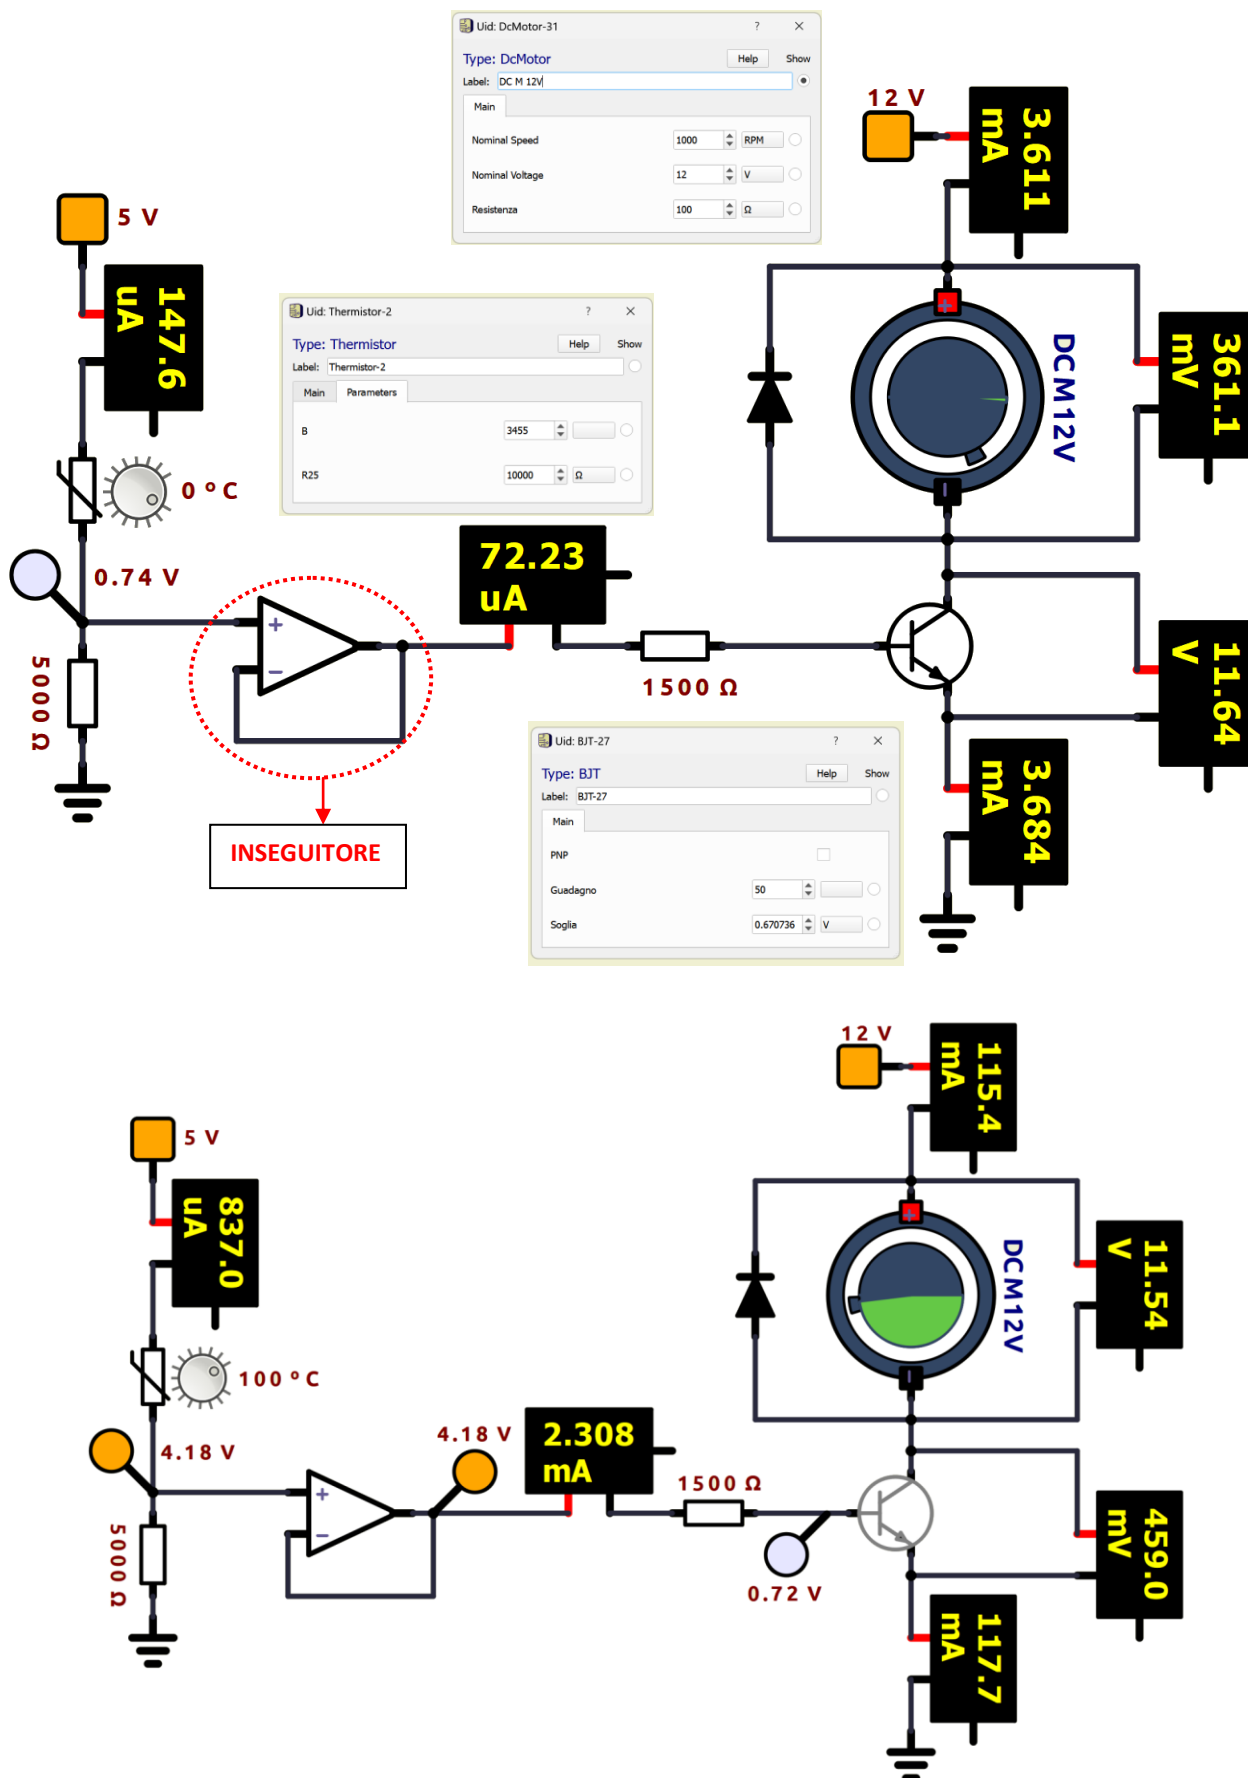 Uid: DcMotor-31
?
Type: DcMotor
Help
Show
Label:
DC M 12V
Main
Nominal Speed
1000
RPM
Nominal Voltage
12
V
Resistenza
100
Ω
12 V
3.611
mA
5 V
147.6
uA
Uid: Thermistor-2
?
Type: Thermistor
Help
Show
Label:
Thermistor-2
Main
Parameters
B
3455
R25
10000
Ω
+
DC M 12V
361.1
mV
0 º C
0.74 V
72.23
uA
+
−
5000 Ω
1500 Ω
11.64
V
INSEGUITORE
Uid: BJT-27
?
Type: BJT
Help
Show
Label:
BJT-27
Main
PNP
Guadagno
50
Soglia
0.670736
V
3.684
mA
12 V
115.4
mA
5 V
837.0
uA
+
DC M 12V
11.54
V
100 º C
4.18 V
4.18 V
2.308
mA
1500 Ω
+
−
5000 Ω
0.72 V
459.0
mV
117.7
mA